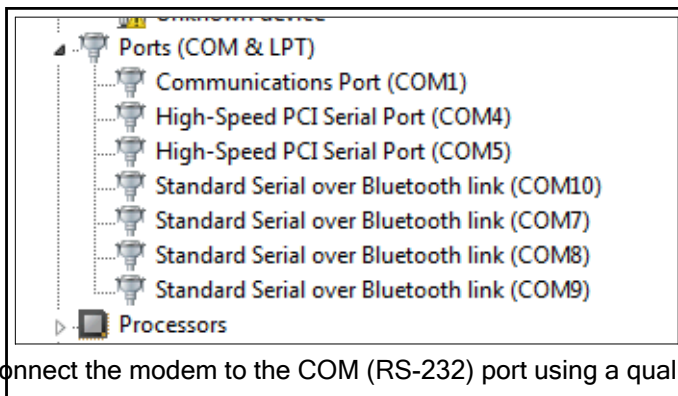 Unknown device
Ports (COM & LPT)
Communications Port (COM1)
High-Speed PCI Serial Port (COM4)
High-Speed PCI Serial Port (COM5)
Standard Serial over Bluetooth link (COM10)
Standard Serial over Bluetooth link (COM7)
Standard Serial over Bluetooth link (COM8)
Standard Serial over Bluetooth link (COM9)
Processors
onnect the modem to the COM (RS-232) port using a qual